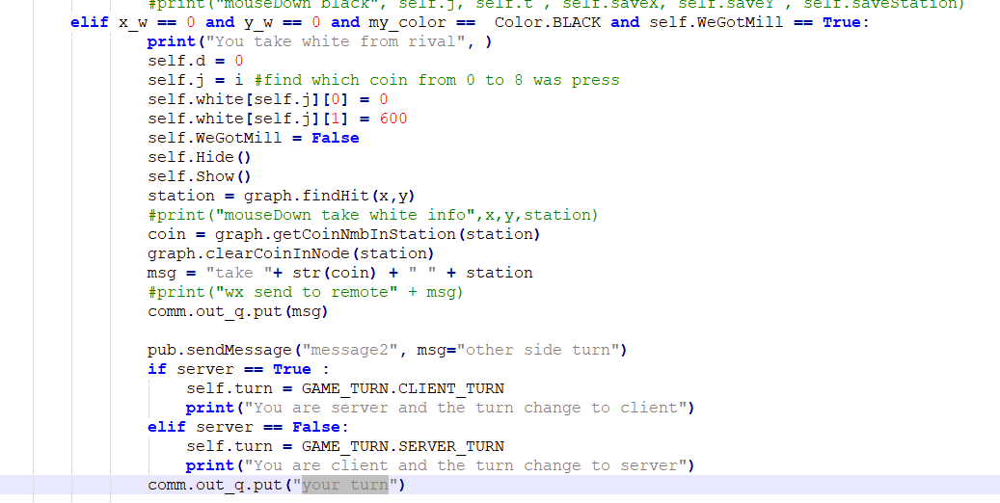 #print("mouseDown black", self.j, self.t , self.saveX, self.saveY , self.saveStation)
elif x_w == 0 and y_w == 0 and my_color ==  Color.BLACK and self.WeGotMill == True:
print("You take white from rival", )
self.d = 0
self.j = i #find which coin from 0 to 8 was press
self.white[self.j][0] = 0
self.white[self.j][1] = 600
self.WeGotMill = False
self.Hide()
self.Show()
station = graph.findHit(x,y)
#print("mouseDown take white info",x,y,station)
coin = graph.getCoinNmbInStation(station)
graph.clearCoinInNode(station)
msg = "take "+ str(coin) + " " + station
#print("wx send to remote" + msg)
comm.out_q.put(msg)
pub.sendMessage("message2", msg="other side turn")
if server == True :
self.turn = GAME_TURN.CLIENT_TURN
print("You are server and the turn change to client")
elif server == False:
self.turn = GAME_TURN.SERVER_TURN
print("You are client and the turn change to server")
comm.out_q.put("your turn")